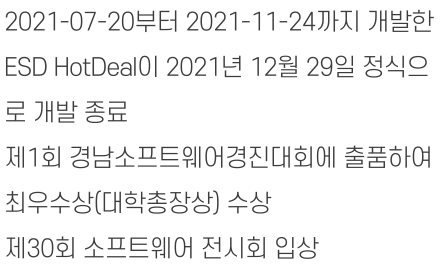 2021-07-20부터 2021-11-24까지 개발한
ESD HotDeal이 2021년 12월 29일 정식으
로 개발 종료
제1회 경남소프트웨어경진대회에 출품하여
최우수상(대학총장상) 수상
제30회 소프트웨어 전시회 입상